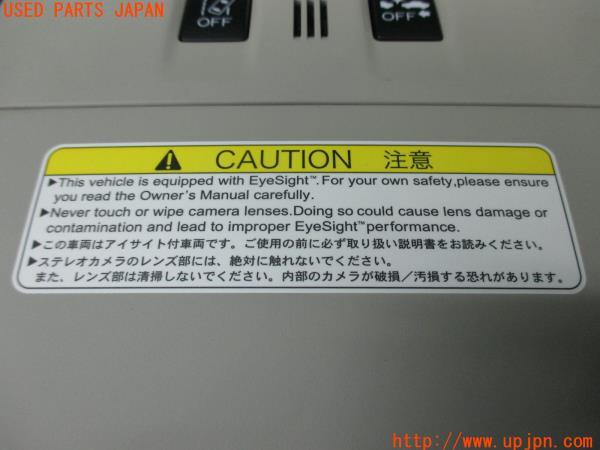 USED PARTS JAPAN
OFF
OFF
CAUTION 注意
▶This vehicle is equipped with EyeSight™. For your own safety,please ensure
you read the Owner's Manual carefully.
▶Never touch or wipe camera lenses.Doing so could cause lens damage or
contamination and lead to improper EyeSight™performance.
▶この車両はアイサイト付車両です。ご使用の前に必ず取り扱い説明書をお読みください。
▶ステレオカメラのレンズ部には、絶対に触れないでください。
また、レンズ部は清掃しないでください。内部のカメラが破損／汚損する恐れがあります。
http://www.upjpn.com/